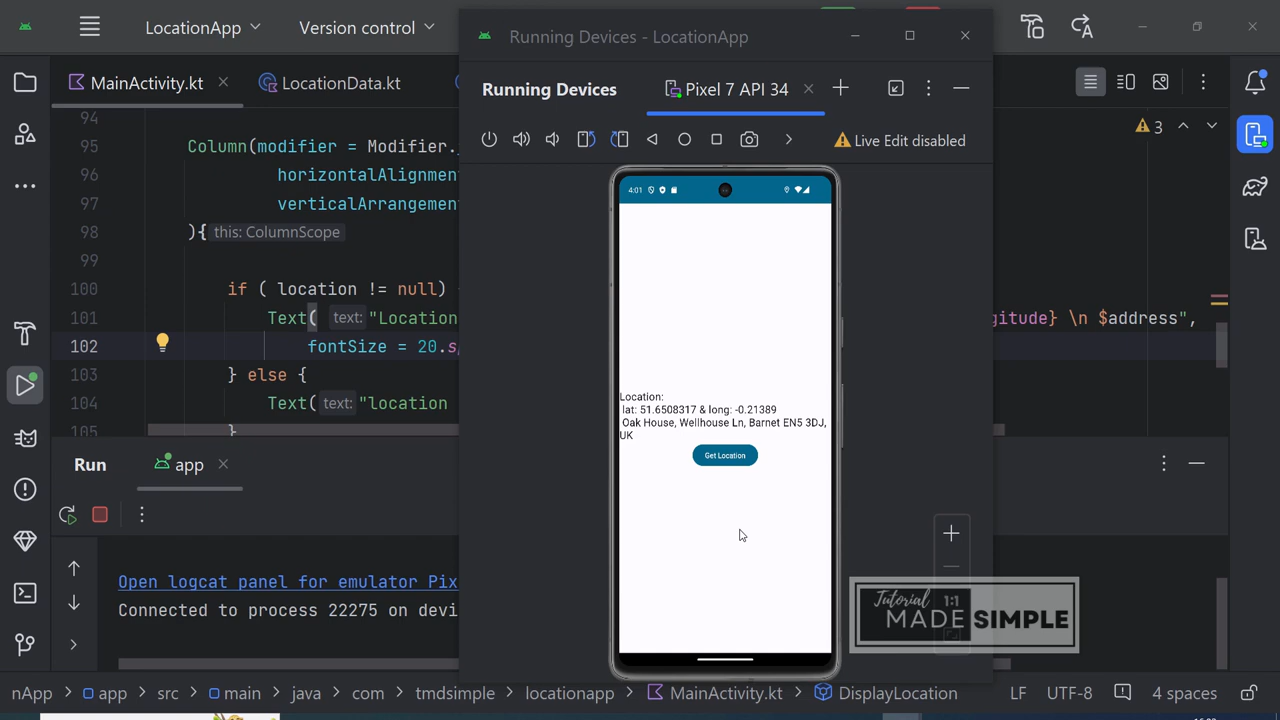 LocationApp
Version control
Running Devices - LocationApp
MainActivity.kt
LocationData.kt
Running Devices
Pixel 7 API 34
Live Edit disabled
3
94
95 Column(modifier = Modifier.
96 horizontalAlignment
97 verticalArrangement
98 ){ this: ColumnScope
99
100 if ( location != null)
101 Text( text: "Location gitude} \n $address",
102 fontSize = 20.s
103 } else {
104 Text( text: "location
105 }
4:01
Location:
lat: 51.6508317 & long: -0.21389
Oak House, Wellhouse Ln, Barnet EN5 3DJ,
UK
Get Location
Run
app
Open logcat panel for emulator Pix
Connected to process 22275 on devi
1:1
Tutorial
MADE SIMPLE
nApp > app > src > main > java > com > tmdsimple > locationapp > MainActivity.kt > DisplayLocation
LF UTF-8 4 spaces